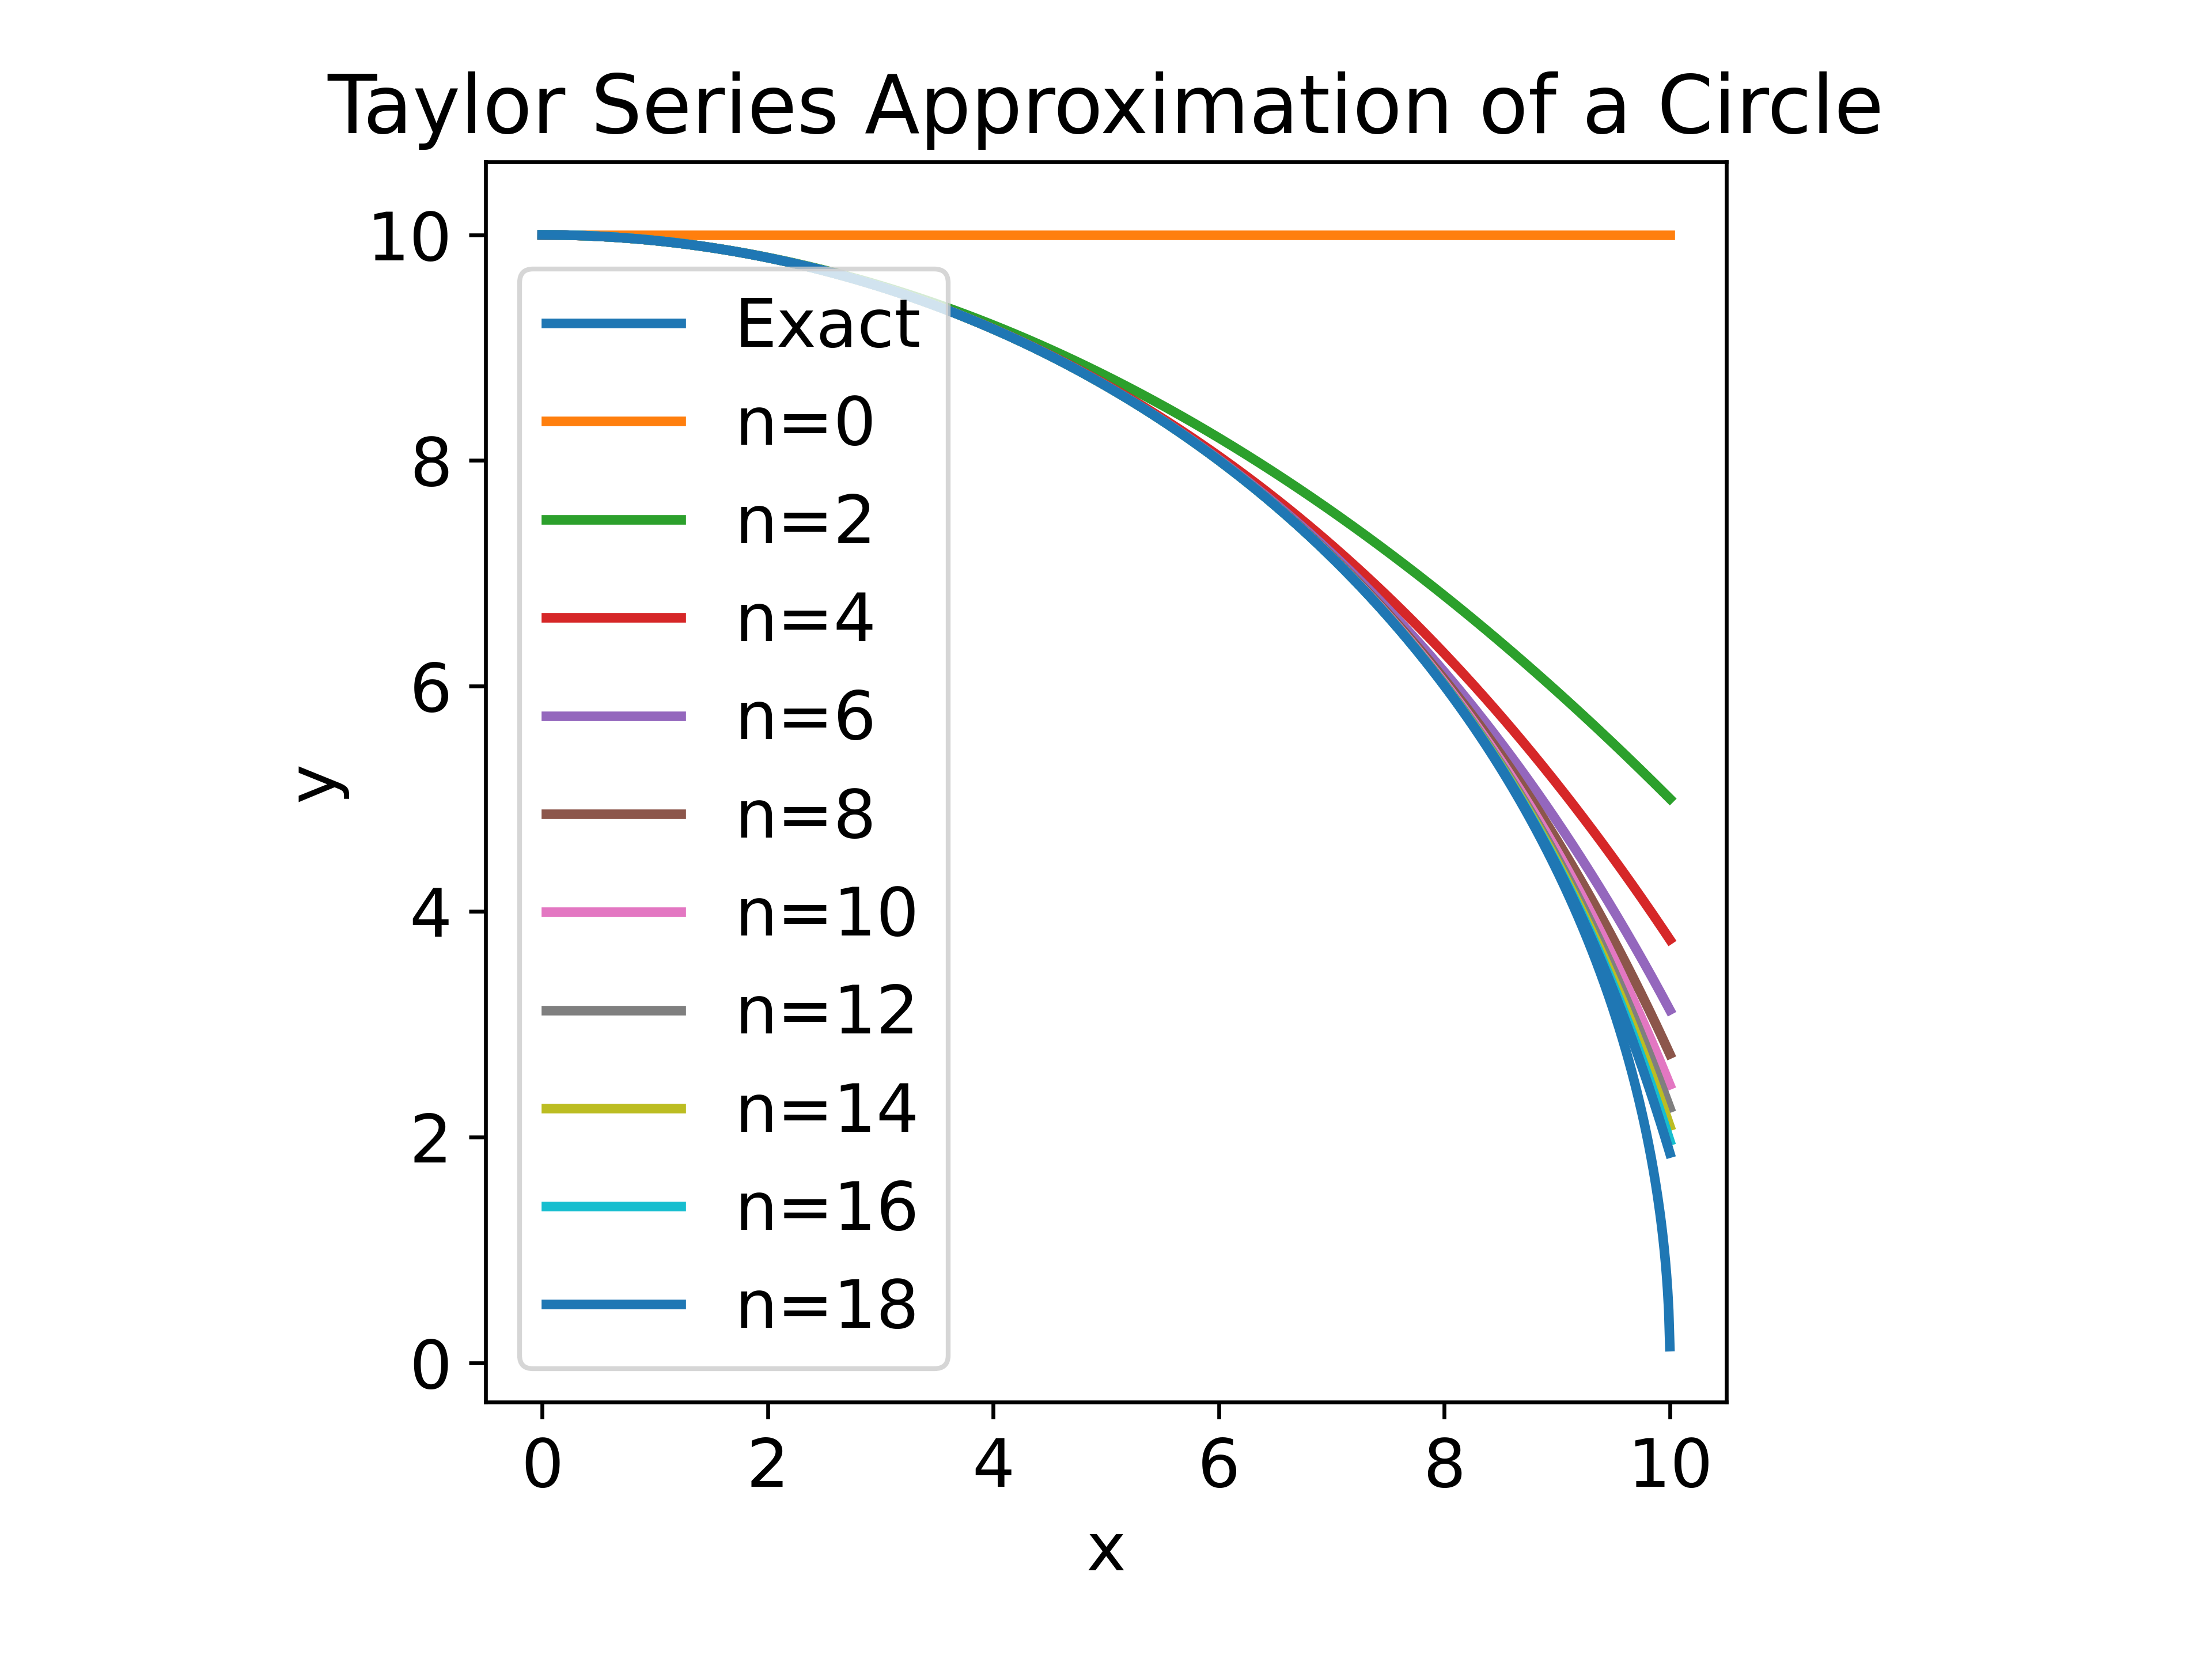 Taylor Series Approximation of a Circle
10
8
6
4
2
0
y
Exact
n=0
n=2
n=4
n=6
n=8
n=10
n=12
n=14
n=16
n=18
0 2 4 6 8 10
x